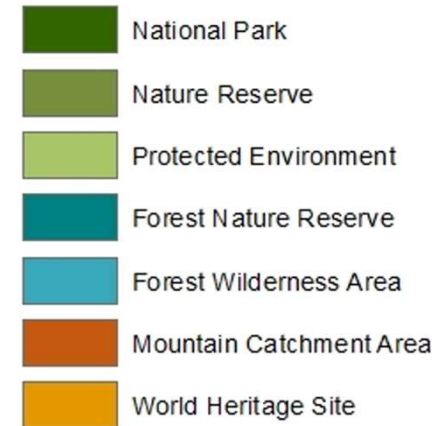 National Park
Nature Reserve
Protected Environment
Forest Nature Reserve
Forest Wilderness Area
Mountain Catchment Area
World Heritage Site